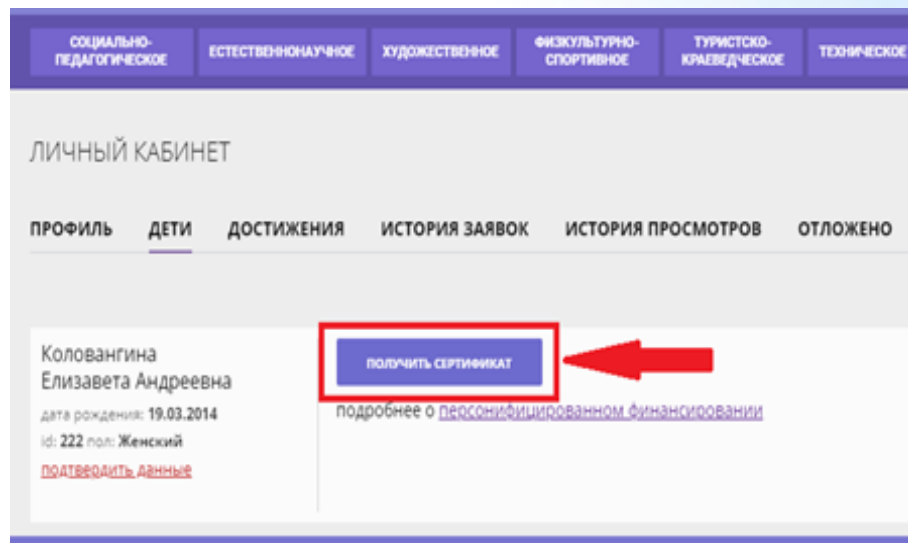 СОЦИАЛЬНО-
ПЕДАГОГИЧЕСКОЕ
ЕСТЕСТВЕННОНАУЧНОЕ
ХУДОЖЕСТВЕННОЕ
ФИЗКУЛЬТУРНО-
СПОРТИВНОЕ
ТУРИСТСКО-
КРАЕВЕДЧЕСКОЕ
ТЕХНИЧЕСКОЕ
ЛИЧНЫЙ КАБИНЕТ
ПРОФИЛЬ ДЕТИ ДОСТИЖЕНИЯ ИСТОРИЯ ЗАЯВОК ИСТОРИЯ ПРОСМОТРОВ ОТЛОЖЕНО
Коловангина
Елизавета Андреевна
дата рождения: 19.03.2014
id: 222 пол: Женский
подтвердить данные
ПОЛУЧИТЬ СЕРТИФИКАТ
подробнее о персонифицированном финансировании